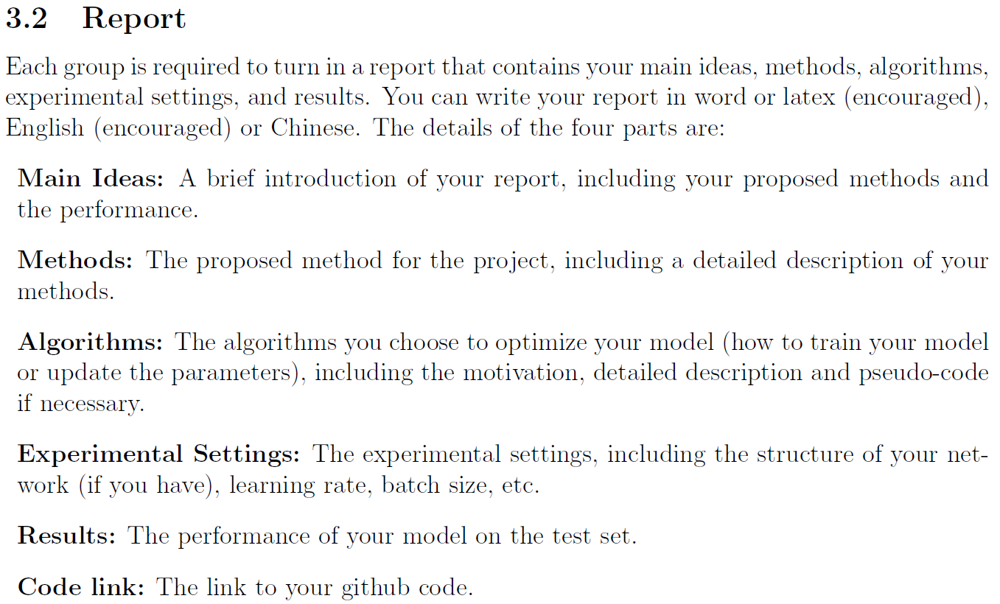 3.2 Report
Each group is required to turn in a report that contains your main ideas, methods, algorithms,
experimental settings, and results. You can write your report in word or latex (encouraged),
English (encouraged) or Chinese. The details of the four parts are:
Main Ideas: A brief introduction of your report, including your proposed methods and
the performance.
Methods: The proposed method for the project, including a detailed description of your
methods.
Algorithms: The algorithms you choose to optimize your model (how to train your model
or update the parameters), including the motivation, detailed description and pseudo-code
if necessary.
Experimental Settings: The experimental settings, including the structure of your net-
work (if you have), learning rate, batch size, etc.
Results: The performance of your model on the test set.
Code link: The link to your github code.